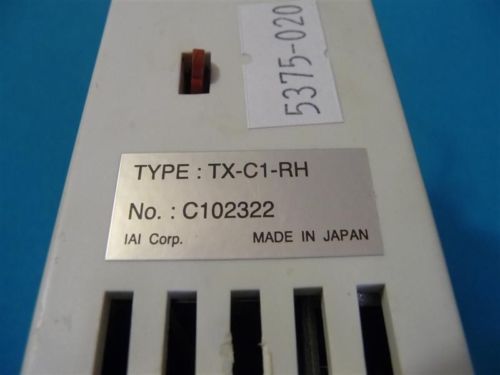 5375-020
TYPE : TX-C1-RH
No. : C102322
IAI Corp. MADE IN JAPAN